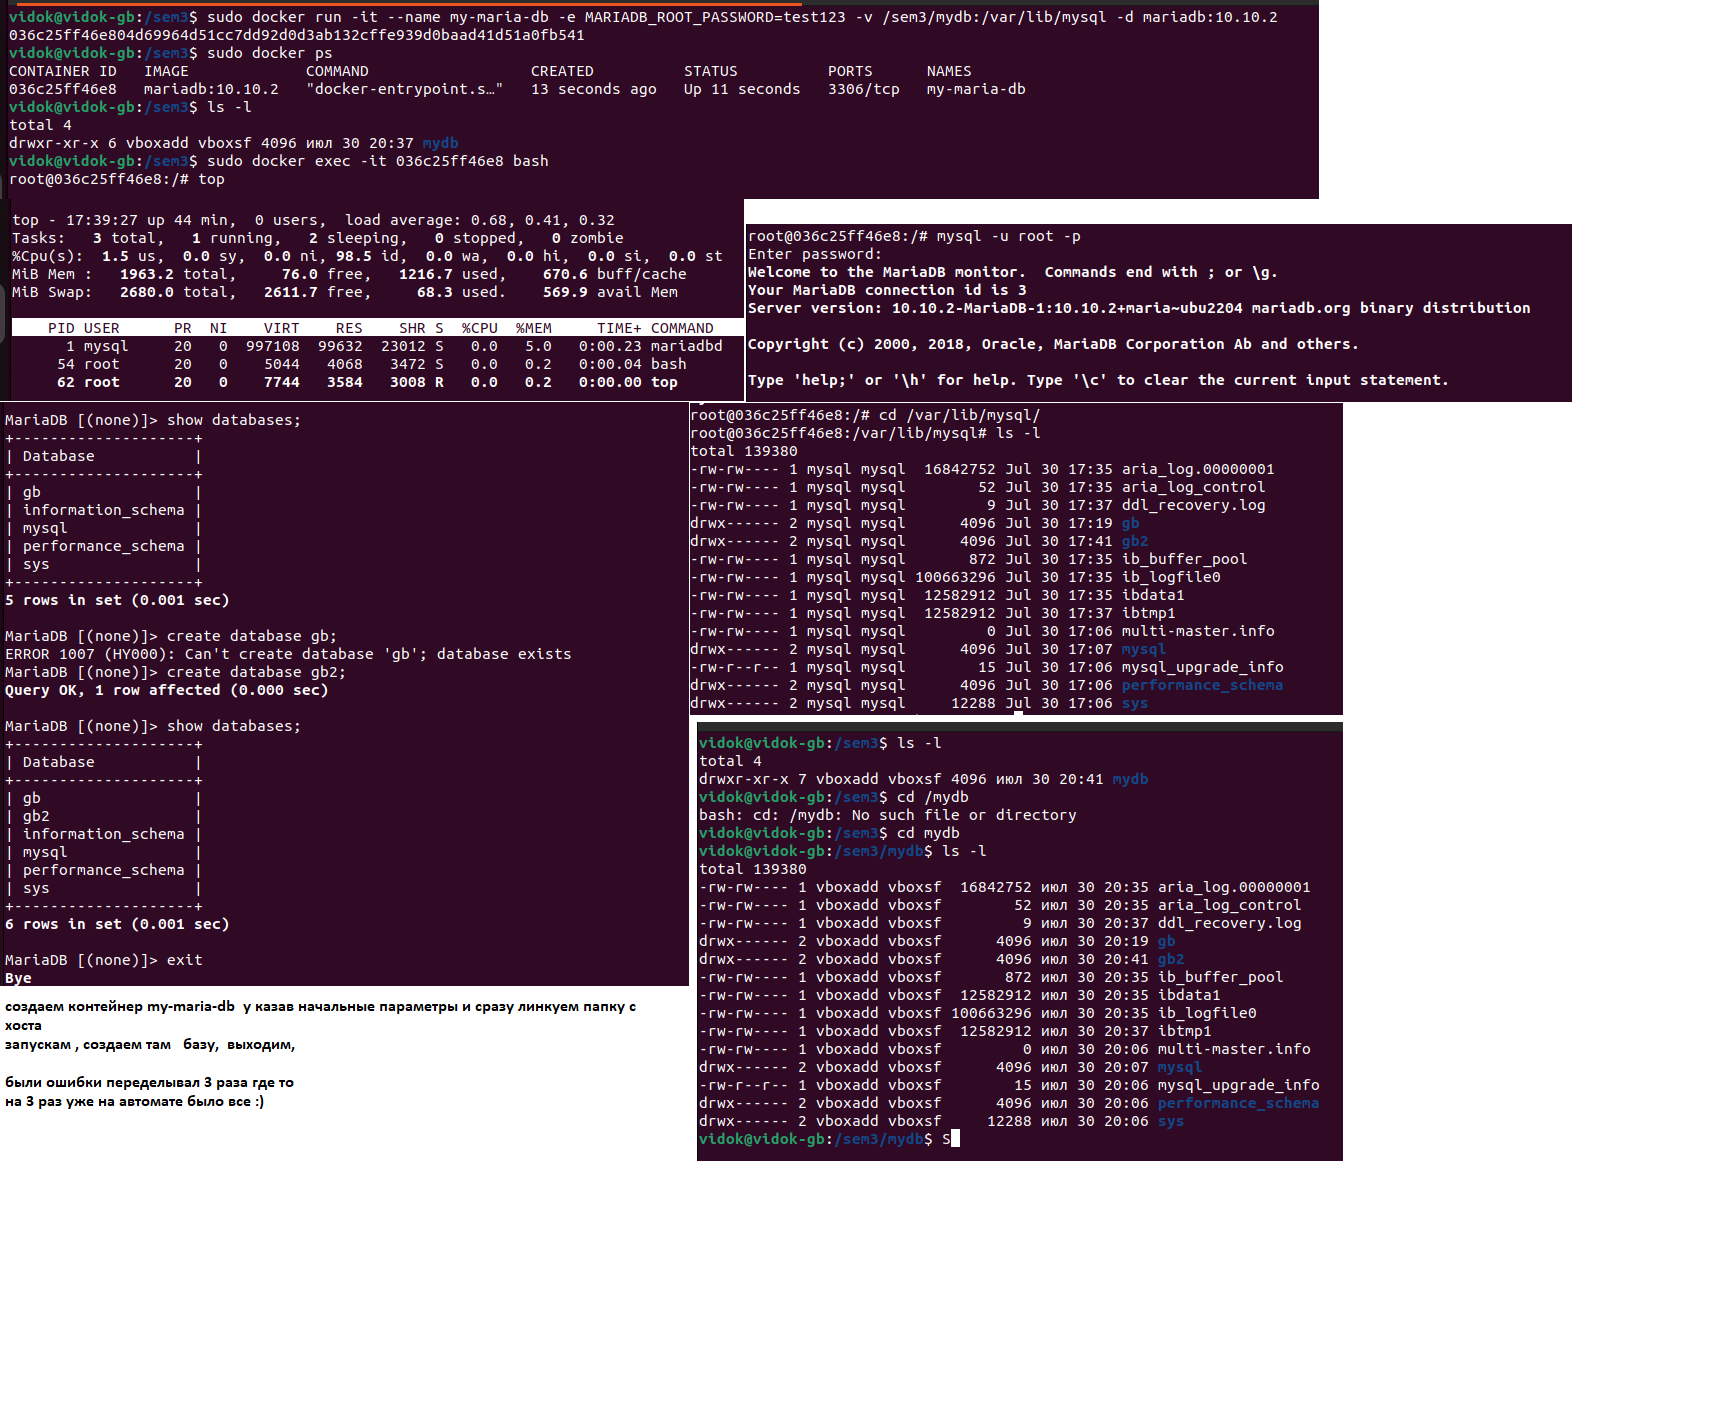 vidok@vidok-gb:/sem3$ sudo docker run -it --name my-maria-db -e MARIADB_ROOT_PASSWORD=test123 -v /sem3/mydb:/var/lib/mysql -d mariadb:10.10.2
036c25ff46e804d69964d51cc7dd92d0d3ab132cffe939d0baad41d51a0fb541
vidok@vidok-gb:/sem3$ sudo docker ps
CONTAINER ID   IMAGE             COMMAND                  CREATED          STATUS          PORTS      NAMES
036c25ff46e8   mariadb:10.10.2   "docker-entrypoint.s…"   13 seconds ago   Up 11 seconds   3306/tcp   my-maria-db
vidok@vidok-gb:/sem3$ ls -l
total 4
drwxr-xr-x 6 vboxadd vboxsf 4096 июл 30 20:37 mydb
vidok@vidok-gb:/sem3$ sudo docker exec -it 036c25ff46e8 bash
root@036c25ff46e8:/# top
top - 17:39:27 up 44 min,  0 users,  load average: 0.68, 0.41, 0.32
Tasks:   3 total,   1 running,   2 sleeping,   0 stopped,   0 zombie
%Cpu(s):  1.5 us,  0.0 sy,  0.0 ni, 98.5 id,  0.0 wa,  0.0 hi,  0.0 si,  0.0 st
MiB Mem :   1963.2 total,     76.0 free,   1216.7 used,    670.6 buff/cache
MiB Swap:   2680.0 total,   2611.7 free,     68.3 used.    569.9 avail Mem
    PID USER      PR  NI    VIRT    RES    SHR S  %CPU  %MEM     TIME+ COMMAND
      1 mysql     20   0  997108  99632  23012 S   0.0   5.0   0:00.23 mariadbd
     54 root      20   0    5044   4068   3472 S   0.0   0.2   0:00.04 bash
     62 root      20   0    7744   3584   3008 R   0.0   0.2   0:00.00 top
root@036c25ff46e8:/# mysql -u root -p
Enter password:
Welcome to the MariaDB monitor.  Commands end with ; or \g.
Your MariaDB connection id is 3
Server version: 10.10.2-MariaDB-1:10.10.2+maria~ubu2204 mariadb.org binary distribution
Copyright (c) 2000, 2018, Oracle, MariaDB Corporation Ab and others.
Type 'help;' or '\h' for help. Type '\c' to clear the current input statement.
MariaDB [(none)]> show databases;
+--------------------+
| Database           |
+--------------------+
| gb                 |
| information_schema |
| mysql              |
| performance_schema |
| sys                |
+--------------------+
5 rows in set (0.001 sec)
MariaDB [(none)]> create database gb;
ERROR 1007 (HY000): Can't create database 'gb'; database exists
MariaDB [(none)]> create database gb2;
Query OK, 1 row affected (0.000 sec)
MariaDB [(none)]> show databases;
+--------------------+
| Database           |
+--------------------+
| gb                 |
| gb2                |
| information_schema |
| mysql              |
| performance_schema |
| sys                |
+--------------------+
6 rows in set (0.001 sec)
MariaDB [(none)]> exit
Bye
root@036c25ff46e8:/# cd /var/lib/mysql/
root@036c25ff46e8:/var/lib/mysql# ls -l
total 139380
-rw-rw---- 1 mysql mysql  16842752 Jul 30 17:35 aria_log.00000001
-rw-rw---- 1 mysql mysql        52 Jul 30 17:35 aria_log_control
-rw-rw---- 1 mysql mysql         9 Jul 30 17:37 ddl_recovery.log
drwx------ 2 mysql mysql      4096 Jul 30 17:19 gb
drwx------ 2 mysql mysql      4096 Jul 30 17:41 gb2
-rw-rw---- 1 mysql mysql       872 Jul 30 17:35 ib_buffer_pool
-rw-rw---- 1 mysql mysql 100663296 Jul 30 17:35 ib_logfile0
-rw-rw---- 1 mysql mysql  12582912 Jul 30 17:35 ibdata1
-rw-rw---- 1 mysql mysql  12582912 Jul 30 17:37 ibtmp1
-rw-rw---- 1 mysql mysql         0 Jul 30 17:06 multi-master.info
drwx------ 2 mysql mysql      4096 Jul 30 17:07 mysql
-rw-r--r-- 1 mysql mysql        15 Jul 30 17:06 mysql_upgrade_info
drwx------ 2 mysql mysql      4096 Jul 30 17:06 performance_schema
drwx------ 2 mysql mysql     12288 Jul 30 17:06 sys
vidok@vidok-gb:/sem3$ ls -l
total 4
drwxr-xr-x 7 vboxadd vboxsf 4096 июл 30 20:41 mydb
vidok@vidok-gb:/sem3$ cd /mydb
bash: cd: /mydb: No such file or directory
vidok@vidok-gb:/sem3$ cd mydb
vidok@vidok-gb:/sem3/mydb$ ls -l
total 139380
-rw-rw---- 1 vboxadd vboxsf  16842752 июл 30 20:35 aria_log.00000001
-rw-rw---- 1 vboxadd vboxsf        52 июл 30 20:35 aria_log_control
-rw-rw---- 1 vboxadd vboxsf         9 июл 30 20:37 ddl_recovery.log
drwx------ 2 vboxadd vboxsf      4096 июл 30 20:19 gb
drwx------ 2 vboxadd vboxsf      4096 июл 30 20:41 gb2
-rw-rw---- 1 vboxadd vboxsf       872 июл 30 20:35 ib_buffer_pool
-rw-rw---- 1 vboxadd vboxsf  12582912 июл 30 20:35 ibdata1
-rw-rw---- 1 vboxadd vboxsf 100663296 июл 30 20:35 ib_logfile0
-rw-rw---- 1 vboxadd vboxsf  12582912 июл 30 20:37 ibtmp1
-rw-rw---- 1 vboxadd vboxsf         0 июл 30 20:06 multi-master.info
drwx------ 2 vboxadd vboxsf      4096 июл 30 20:07 mysql
-rw-r--r-- 1 vboxadd vboxsf        15 июл 30 20:06 mysql_upgrade_info
drwx------ 2 vboxadd vboxsf      4096 июл 30 20:06 performance_schema
drwx------ 2 vboxadd vboxsf     12288 июл 30 20:06 sys
vidok@vidok-gb:/sem3/mydb$ S
создаем контейнер my-maria-db  у казав начальные параметры и сразу линкуем папку с
хоста
запускам , создаем там   базу,  выходим,
были ошибки переделывал 3 раза где то
на 3 раз уже на автомате было все :)